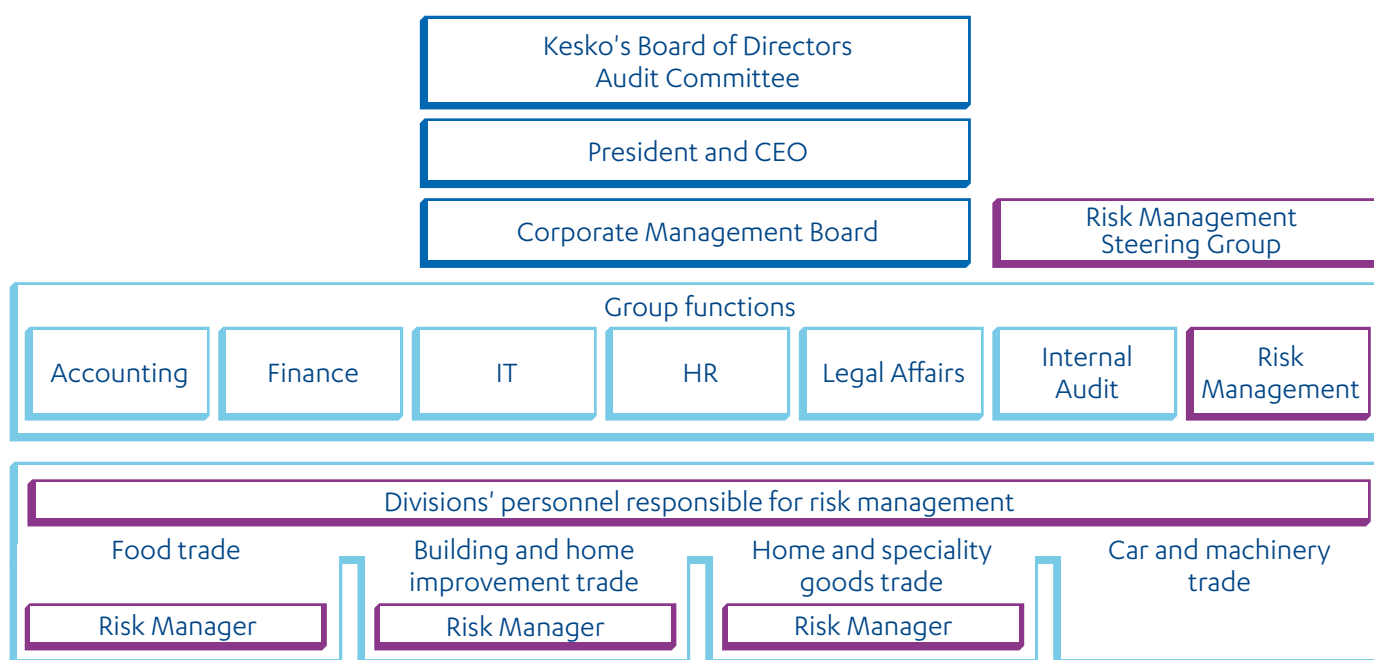 Kesko's Board of Directors
Audit Committee
President and CEO
Corporate Management Board
Risk Management
Steering Group
Group functions
Accounting
Finance
IT
HR
Legal Affairs
Internal
Audit
Risk
Management
Divisions' personnel responsible for risk management
Food trade
Building and home
improvement trade
Home and speciality
goods trade
Car and machinery
trade
Risk Manager
Risk Manager
Risk Manager